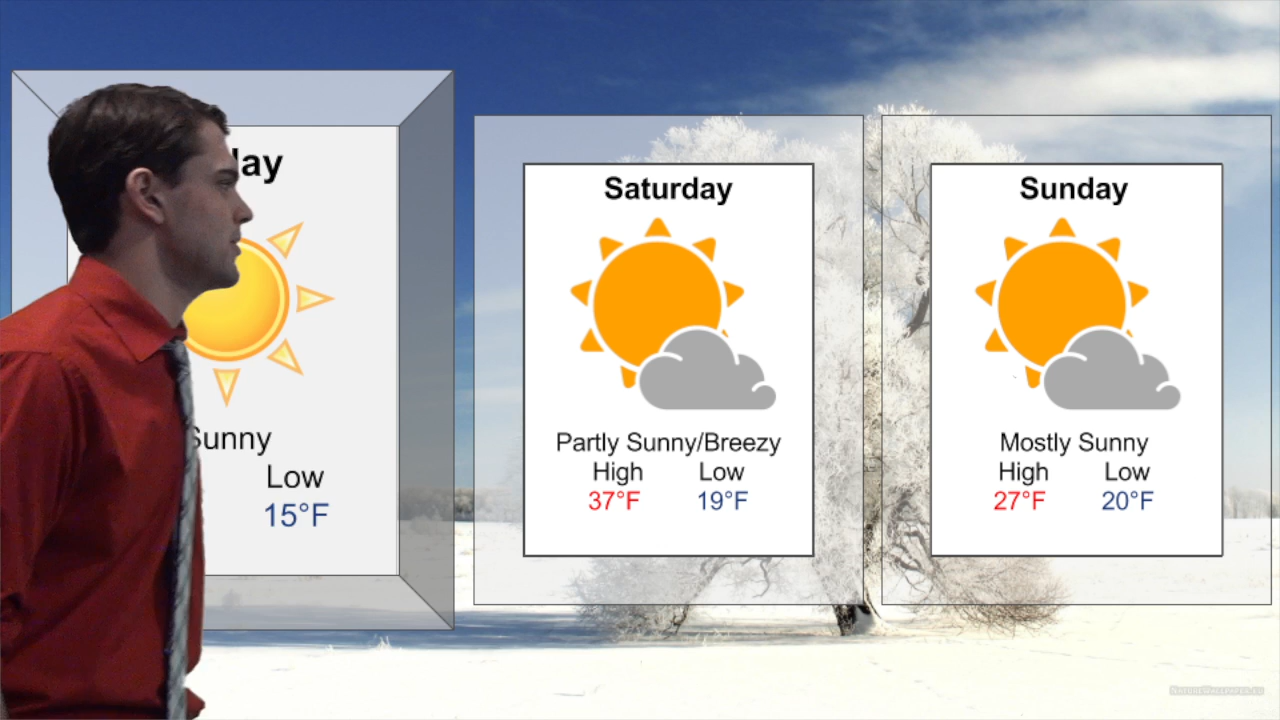 day
Sunny
Low
15°F
Saturday
Partly Sunny/Breezy
High Low
37°F 19°F
Sunday
Mostly Sunny
High Low
27°F 20°F